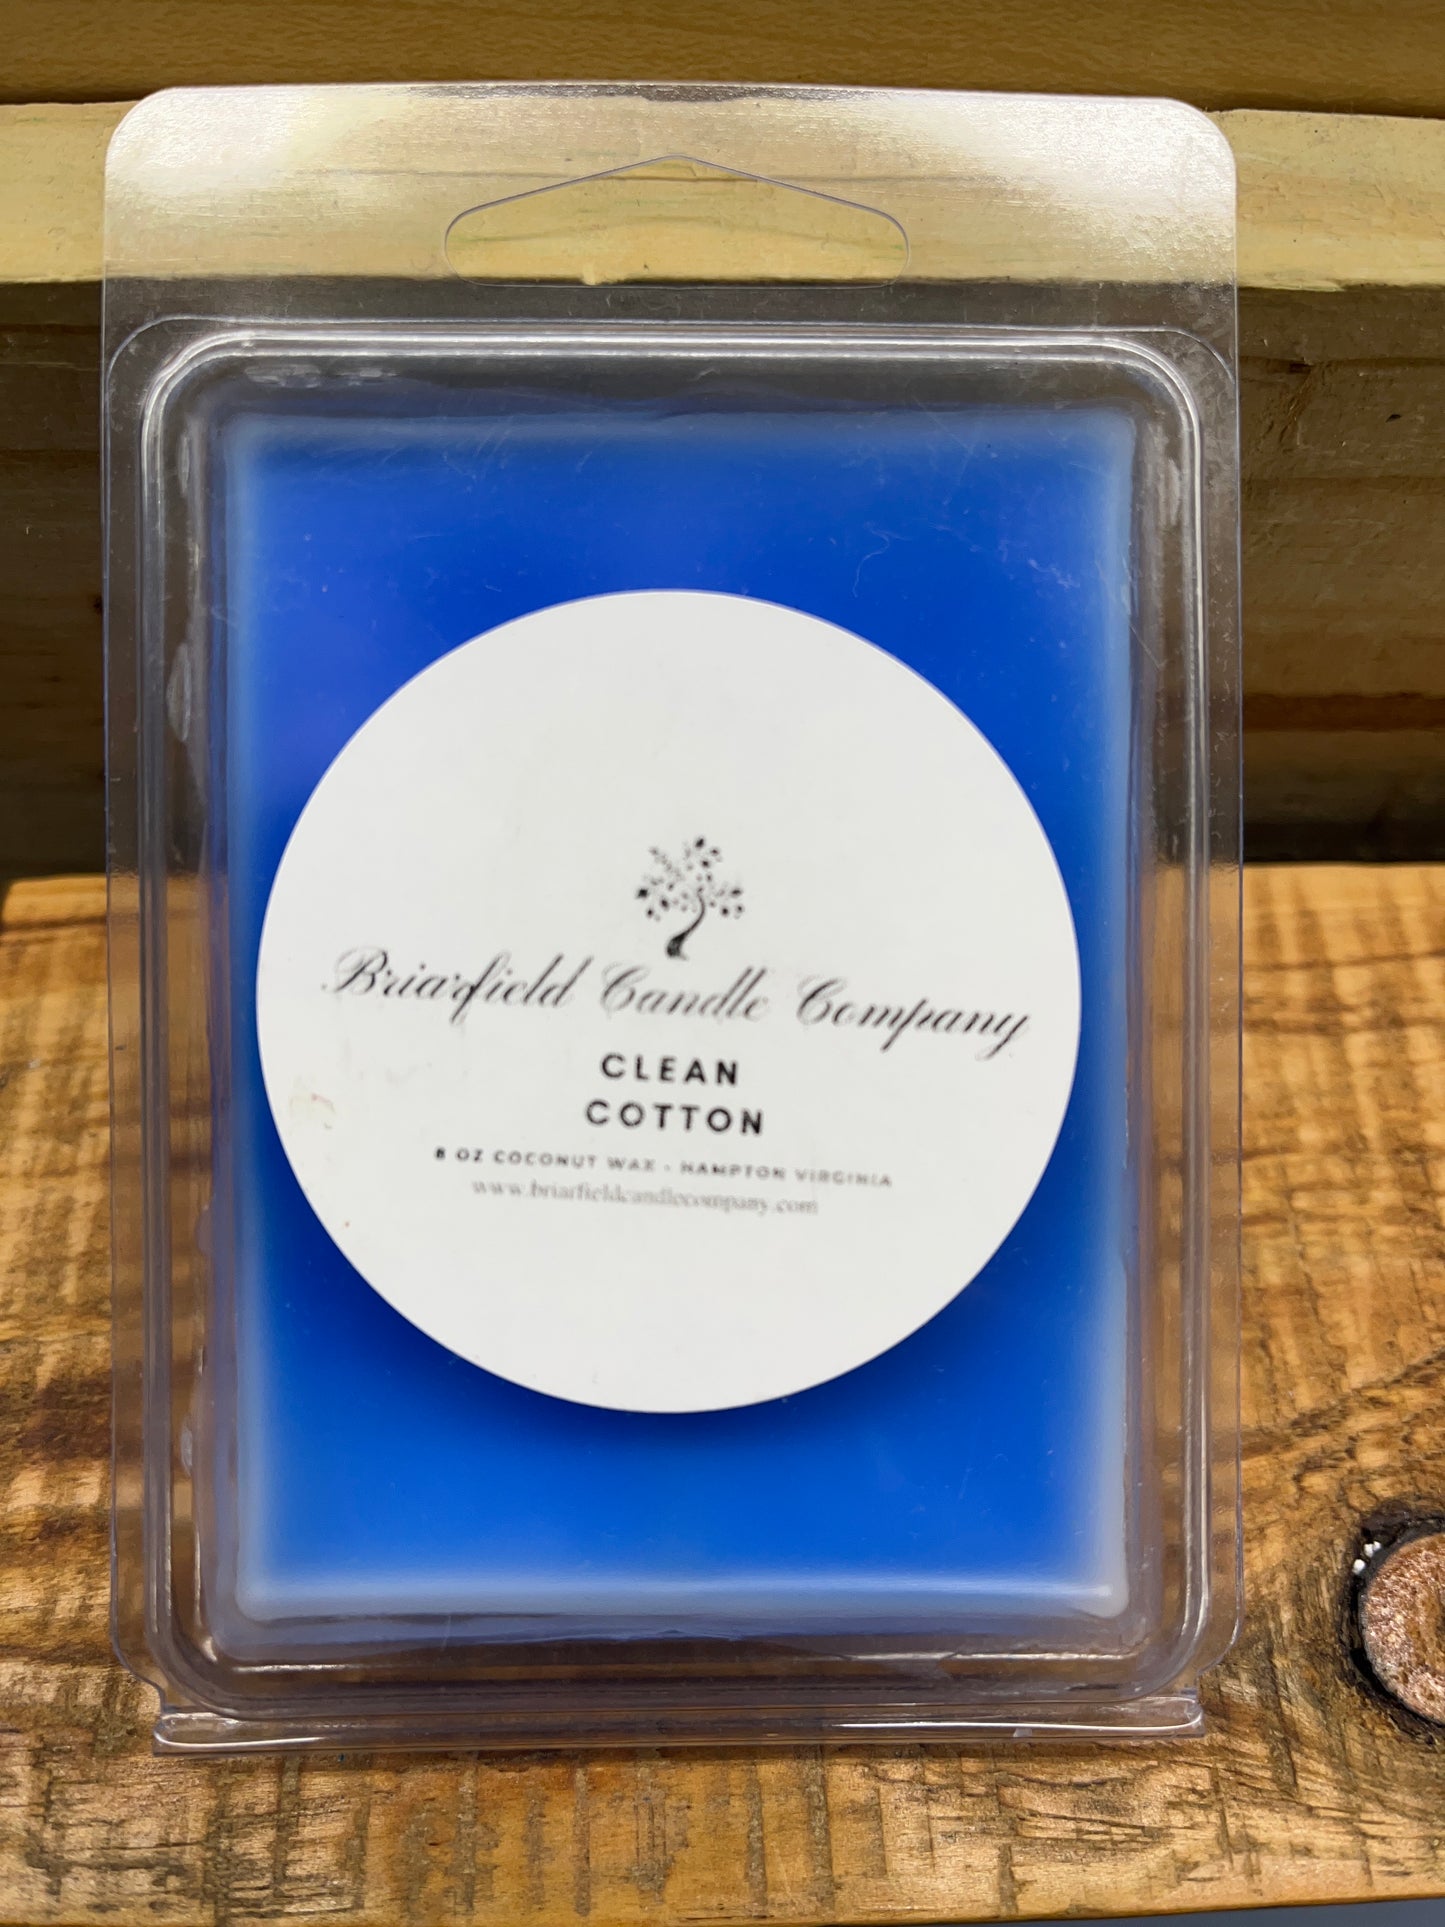 Briarfield Candle Company
CLEAN
COTTON
8 OZ COCONUT WAX - HAMPTON VIRGINIA
www.briarfieldcandlecompany.com